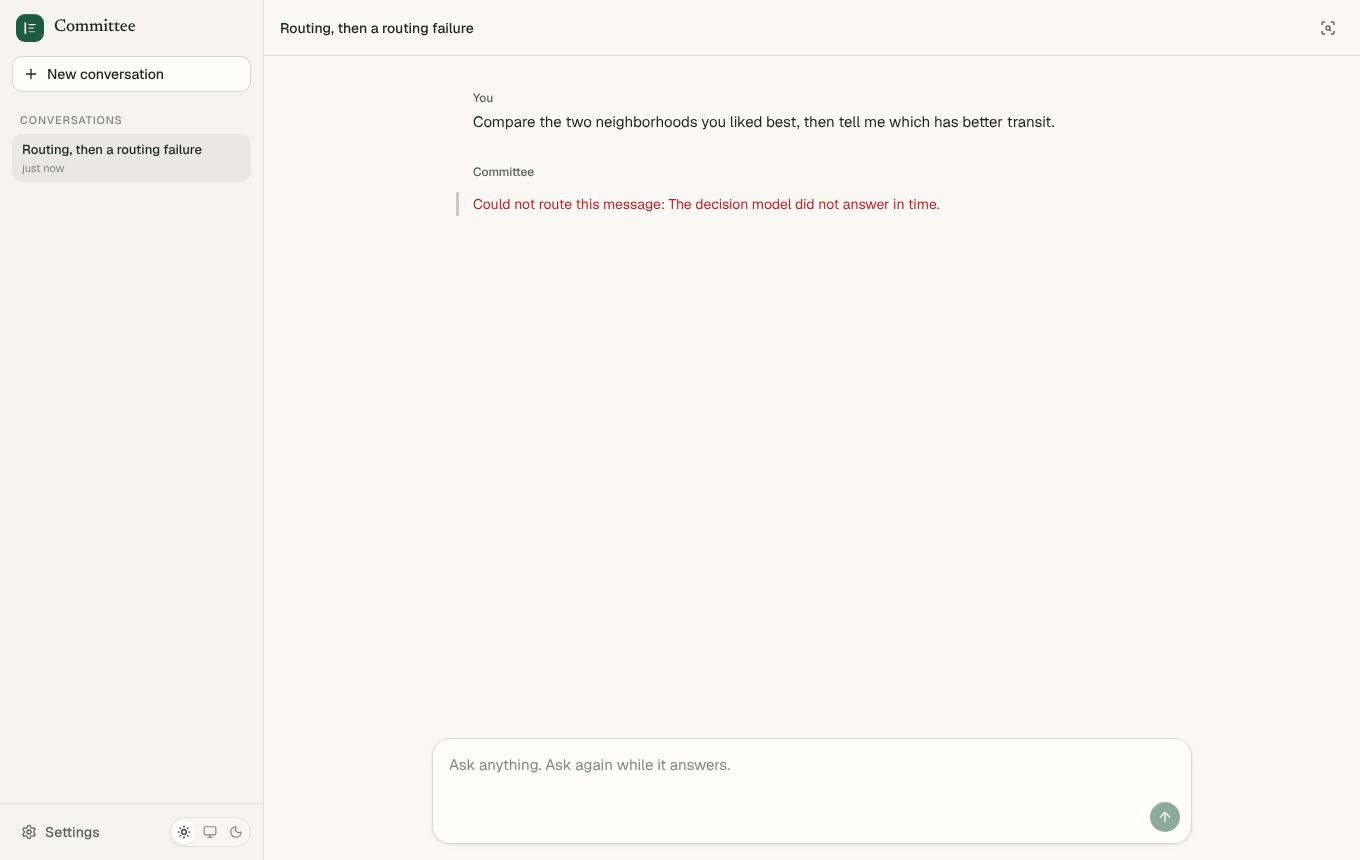 Committee
New conversation
CONVERSATIONS
Routing, then a routing failure
just now
Settings
Routing, then a routing failure
You
Compare the two neighborhoods you liked best, then tell me which has better transit.
Committee
Could not route this message: The decision model did not answer in time.
Ask anything. Ask again while it answers.